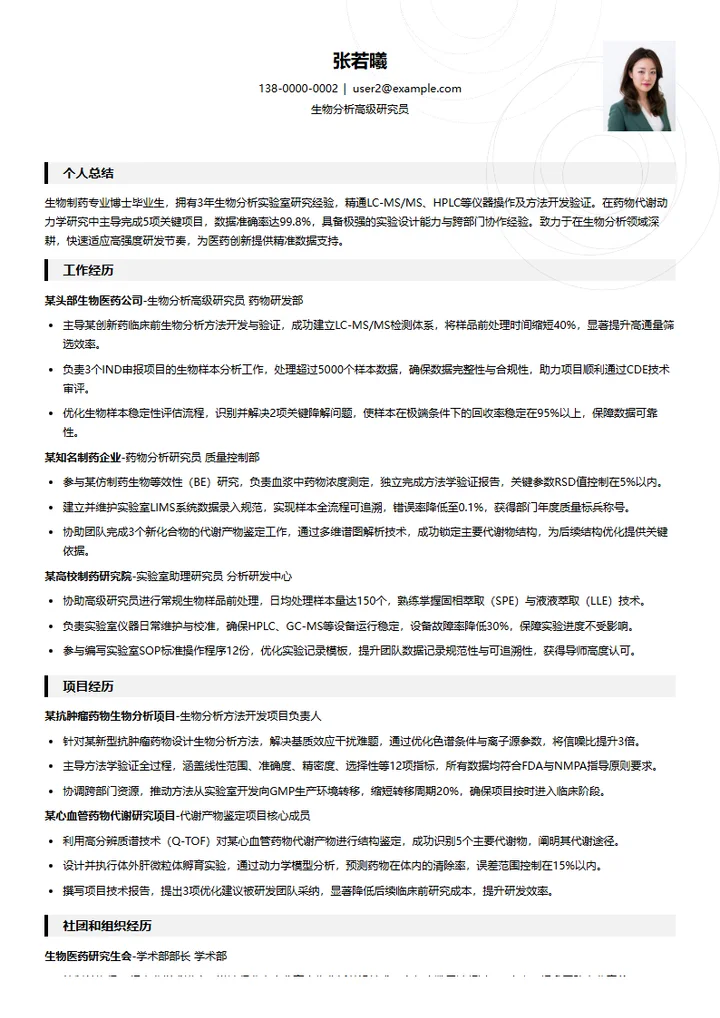 张若曦
138-0000-0002 | user2@example.com
生物分析高级研究员
个人总结
生物制药专业博士毕业生，拥有3年生物分析实验室研究经验，精通LC-MS/MS、HPLC等仪器操作及方法开发验证。在药物代谢动
力学研究中主导完成5项关键项目，数据准确率达99.8%，具备极强的实验设计能力与跨部门协作经验。致力于在生物分析领域深
耕，快速适应高强度研发节奏，为医药创新提供精准数据支持。
工作经历
某头部生物医药公司-生物分析高级研究员 药物研发部
• 主导某创新药临床前生物分析方法开发与验证，成功建立LC-MS/MS检测体系，将样品前处理时间缩短40%，显著提升高通量筛
选效率。
• 负责3个IND申报项目的生物样本分析工作，处理超过5000个样本数据，确保数据完整性与合规性，助力项目顺利通过CDE技术
审评。
• 优化生物样本稳定性评估流程，识别并解决2项关键降解问题，使样本在极端条件下的回收率稳定在95%以上，保障数据可靠
性。
某知名制药企业-药物分析研究员 质量控制部
• 参与某仿制药生物等效性（BE）研究，负责血浆中药物浓度测定，独立完成方法学验证报告，关键参数RSD值控制在5%以内。
• 建立并维护实验室LIMS系统数据录入规范，实现样本全流程可追溯，错误率降低至0.1%，获得部门年度质量标兵称号。
• 协助团队完成3个新化合物的代谢产物鉴定工作，通过多维谱图解析技术，成功锁定主要代谢物结构，为后续结构优化提供关键
依据。
某高校制药研究院-实验室助理研究员 分析研发中心
• 协助高级研究员进行常规生物样品前处理，日均处理样本量达150个，熟练掌握固相萃取（SPE）与液液萃取（LLE）技术。
• 负责实验室仪器日常维护与校准，确保HPLC、GC-MS等设备运行稳定，设备故障率降低30%，保障实验进度不受影响。
• 参与编写实验室SOP标准操作程序12份，优化实验记录模板，提升团队数据记录规范性与可追溯性，获得导师高度认可。
项目经历
某抗肿瘤药物生物分析项目-生物分析方法开发项目负责人
• 针对某新型抗肿瘤药物设计生物分析方法，解决基质效应干扰难题，通过优化色谱条件与离子源参数，将信噪比提升3倍。
• 主导方法学验证全过程，涵盖线性范围、准确度、精密度、选择性等12项指标，所有数据均符合FDA与NMPA指导原则要求。
• 协调跨部门资源，推动方法从实验室开发向GMP生产环境转移，缩短转移周期20%，确保项目按时进入临床阶段。
某心血管药物代谢研究项目-代谢产物鉴定项目核心成员
• 利用高分辨质谱技术（Q-TOF）对某心血管药物代谢产物进行结构鉴定，成功识别5个主要代谢物，阐明其代谢途径。
• 设计并执行体外肝微粒体孵育实验，通过动力学模型分析，预测药物在体内的清除率，误差范围控制在15%以内。
• 撰写项目技术报告，提出3项优化建议被研发团队采纳，显著降低后续临床前研究成本，提升研发效率。
社团和组织经历
生物医药研究生会-学术部部长 学术部